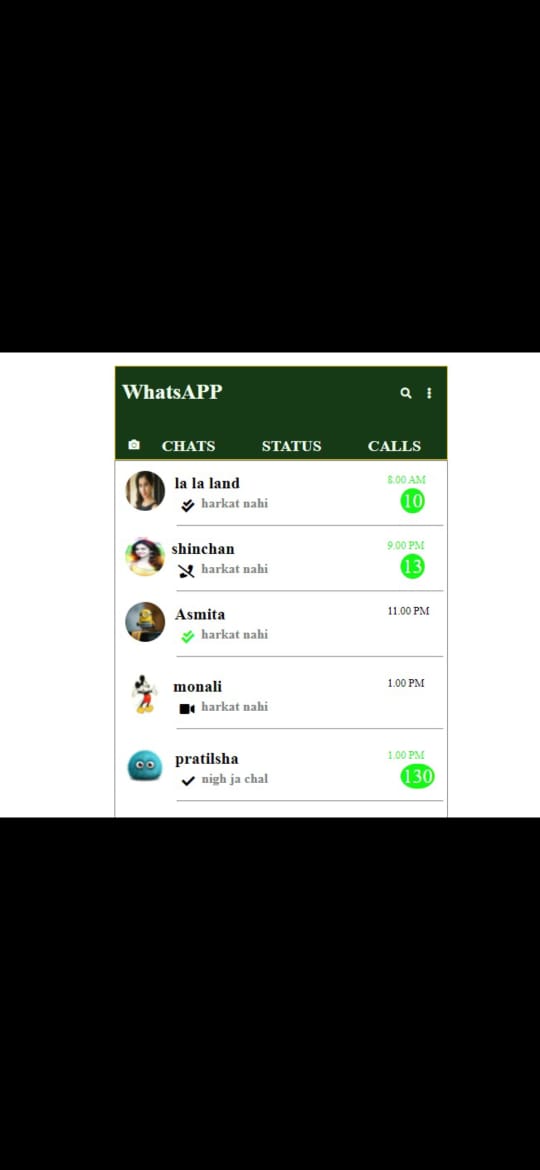 WhatsAPP
CHATS STATUS CALLS
la la land 8.00 AM
harkat nahi 10
shinchan 9.00 PM
harkat nahi 13
Asmita 11.00 PM
harkat nahi
monali 1.00 PM
harkat nahi
pratilsha 1.00 PM
nigh ja chal 130